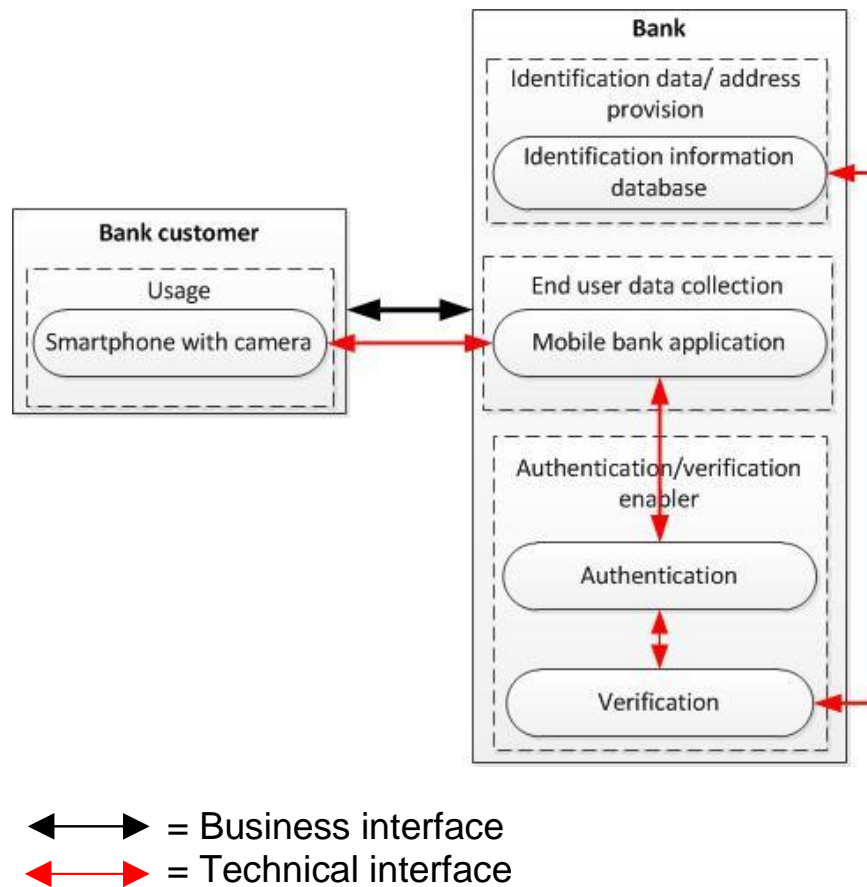 Bank
Identification data/ address
provision
Identification information
database
Bank customer
Usage
Smartphone with camera
End user data collection
Mobile bank application
Authentication/verification
enabler
Authentication
Verification
= Business interface
= Technical interface